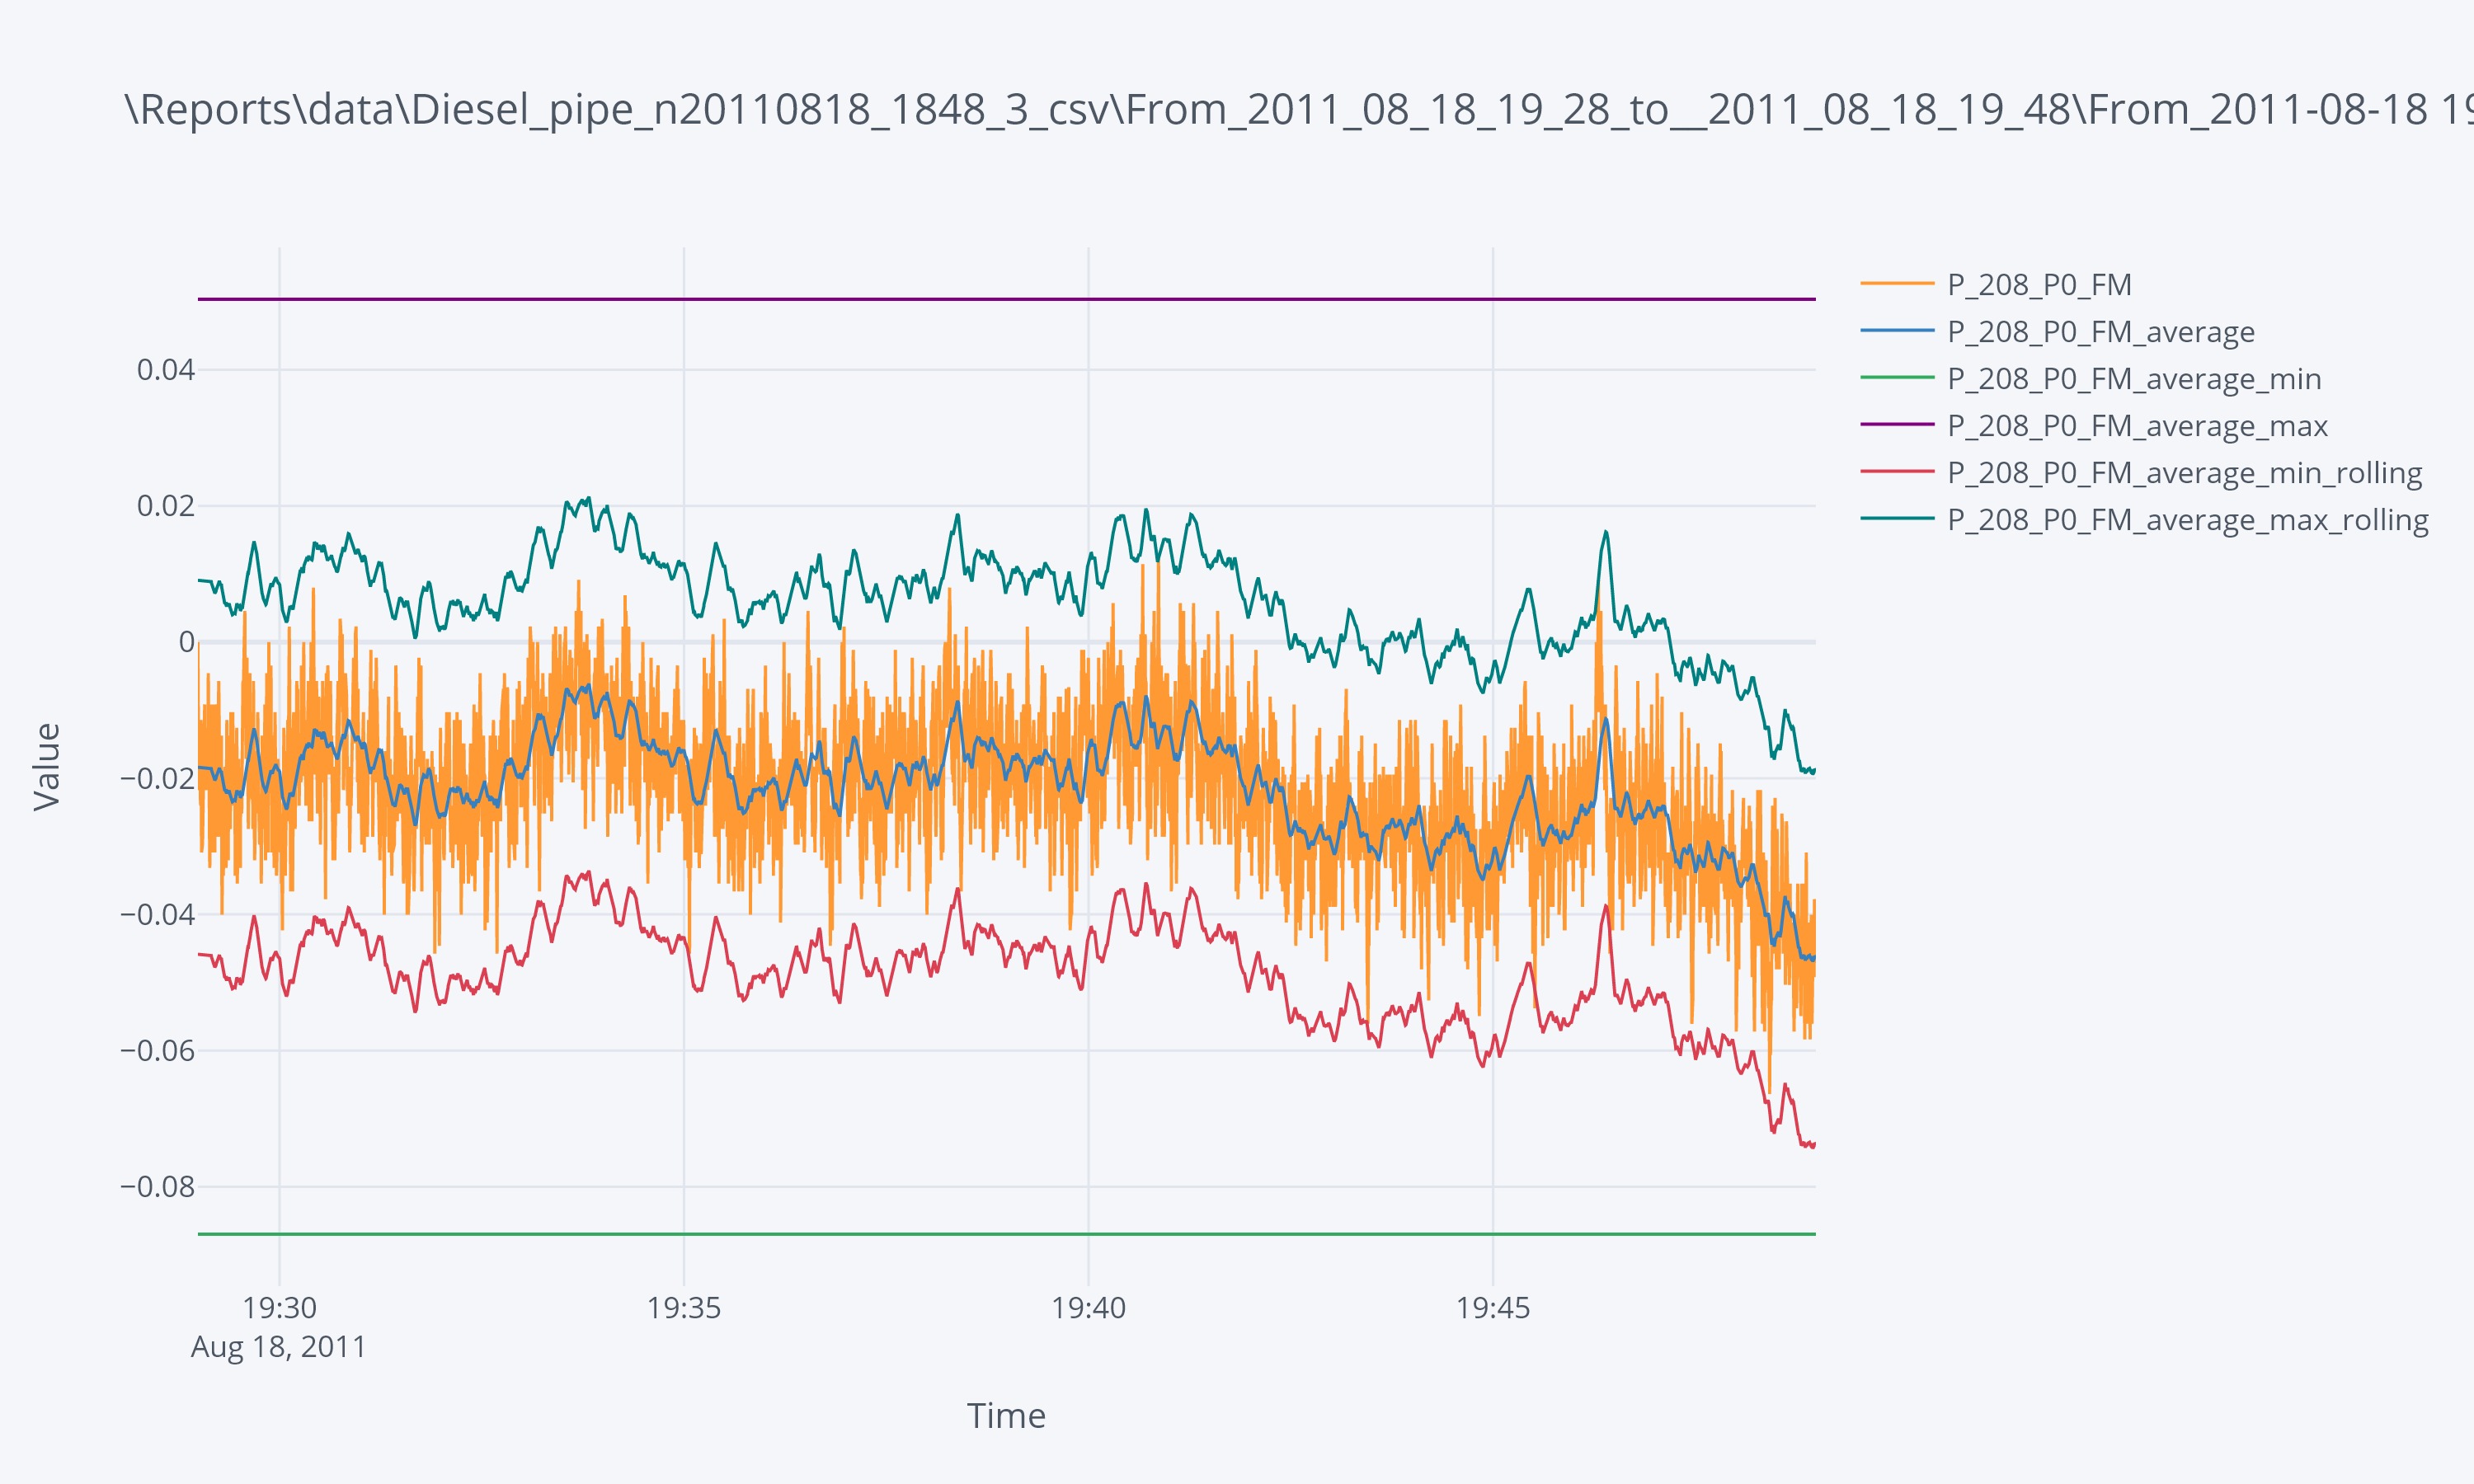 \Reports\data\Diesel_pipe_n20110818_1848_3_csv\From_2011_08_18_19_28_to__2011_08_18_19_48\From_2011-08-18 19
P_208_P0_FM
P_208_P0_FM_average
P_208_P0_FM_average_min
P_208_P0_FM_average_max
P_208_P0_FM_average_min_rolling
P_208_P0_FM_average_max_rolling
0.04
0.02
0
−0.02
−0.04
−0.06
−0.08
Value
19:30
19:35
19:40
19:45
Aug 18, 2011
Time